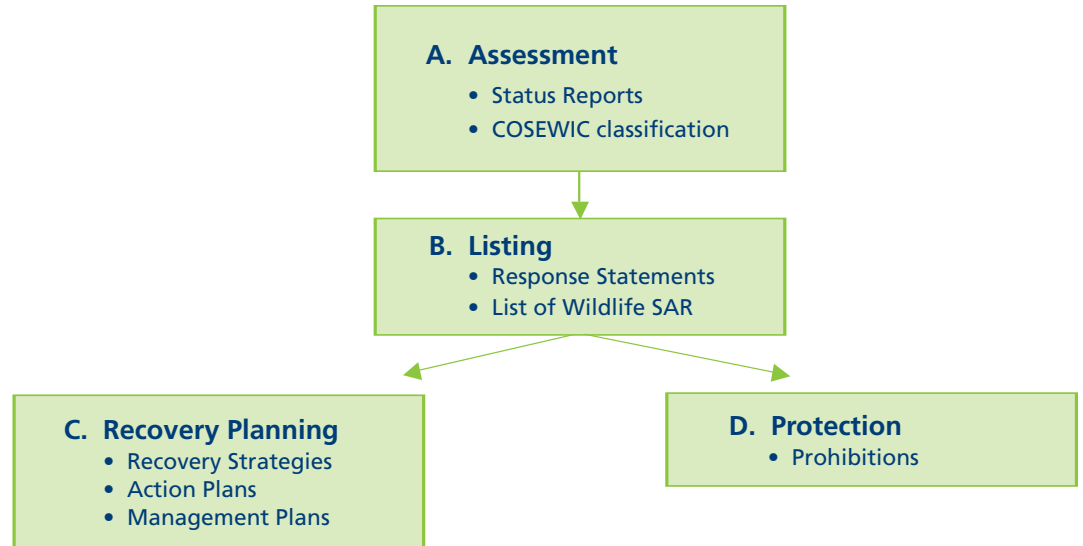 A. Assessment
• Status Reports
• COSEWIC classification
B. Listing
• Response Statements
• List of Wildlife SAR
C. Recovery Planning
• Recovery Strategies
• Action Plans
• Management Plans
D. Protection
• Prohibitions